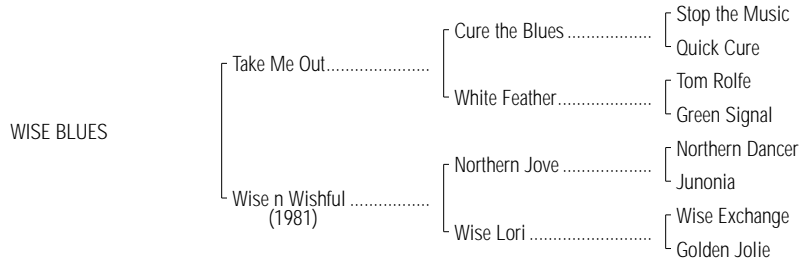 Stop the Music
Cure the Blues ..................
Quick Cure
Take Me Out......................
Tom Rolfe
White Feather....................
Green Signal
WISE BLUES
Northern Dancer
Northern Jove ...................
Junonia
Wise n Wishful .................
(1981)
Wise Exchange
Wise Lori ..........................
Golden Jolie